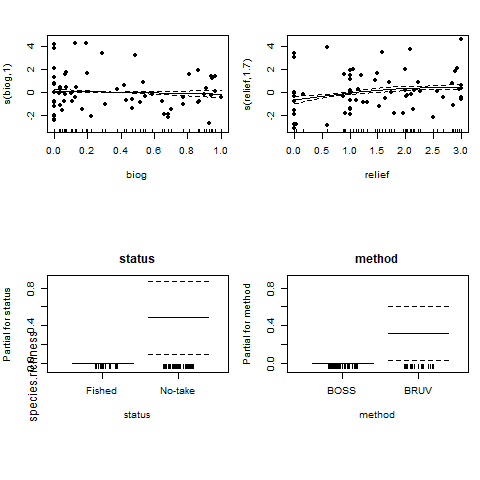 s(biog,1)
-2 0 2 4
0.0 0.2 0.4 0.6 0.8 1.0
biog
s(relief,1.7)
-2 0 2 4
0.0 0.5 1.0 1.5 2.0 2.5 3.0
relief
status
Partial for status
0.0 0.4 0.8
Fished No-take
status
species.richness
method
Partial for method
0.0 0.4 0.8
BOSS BRUV
method